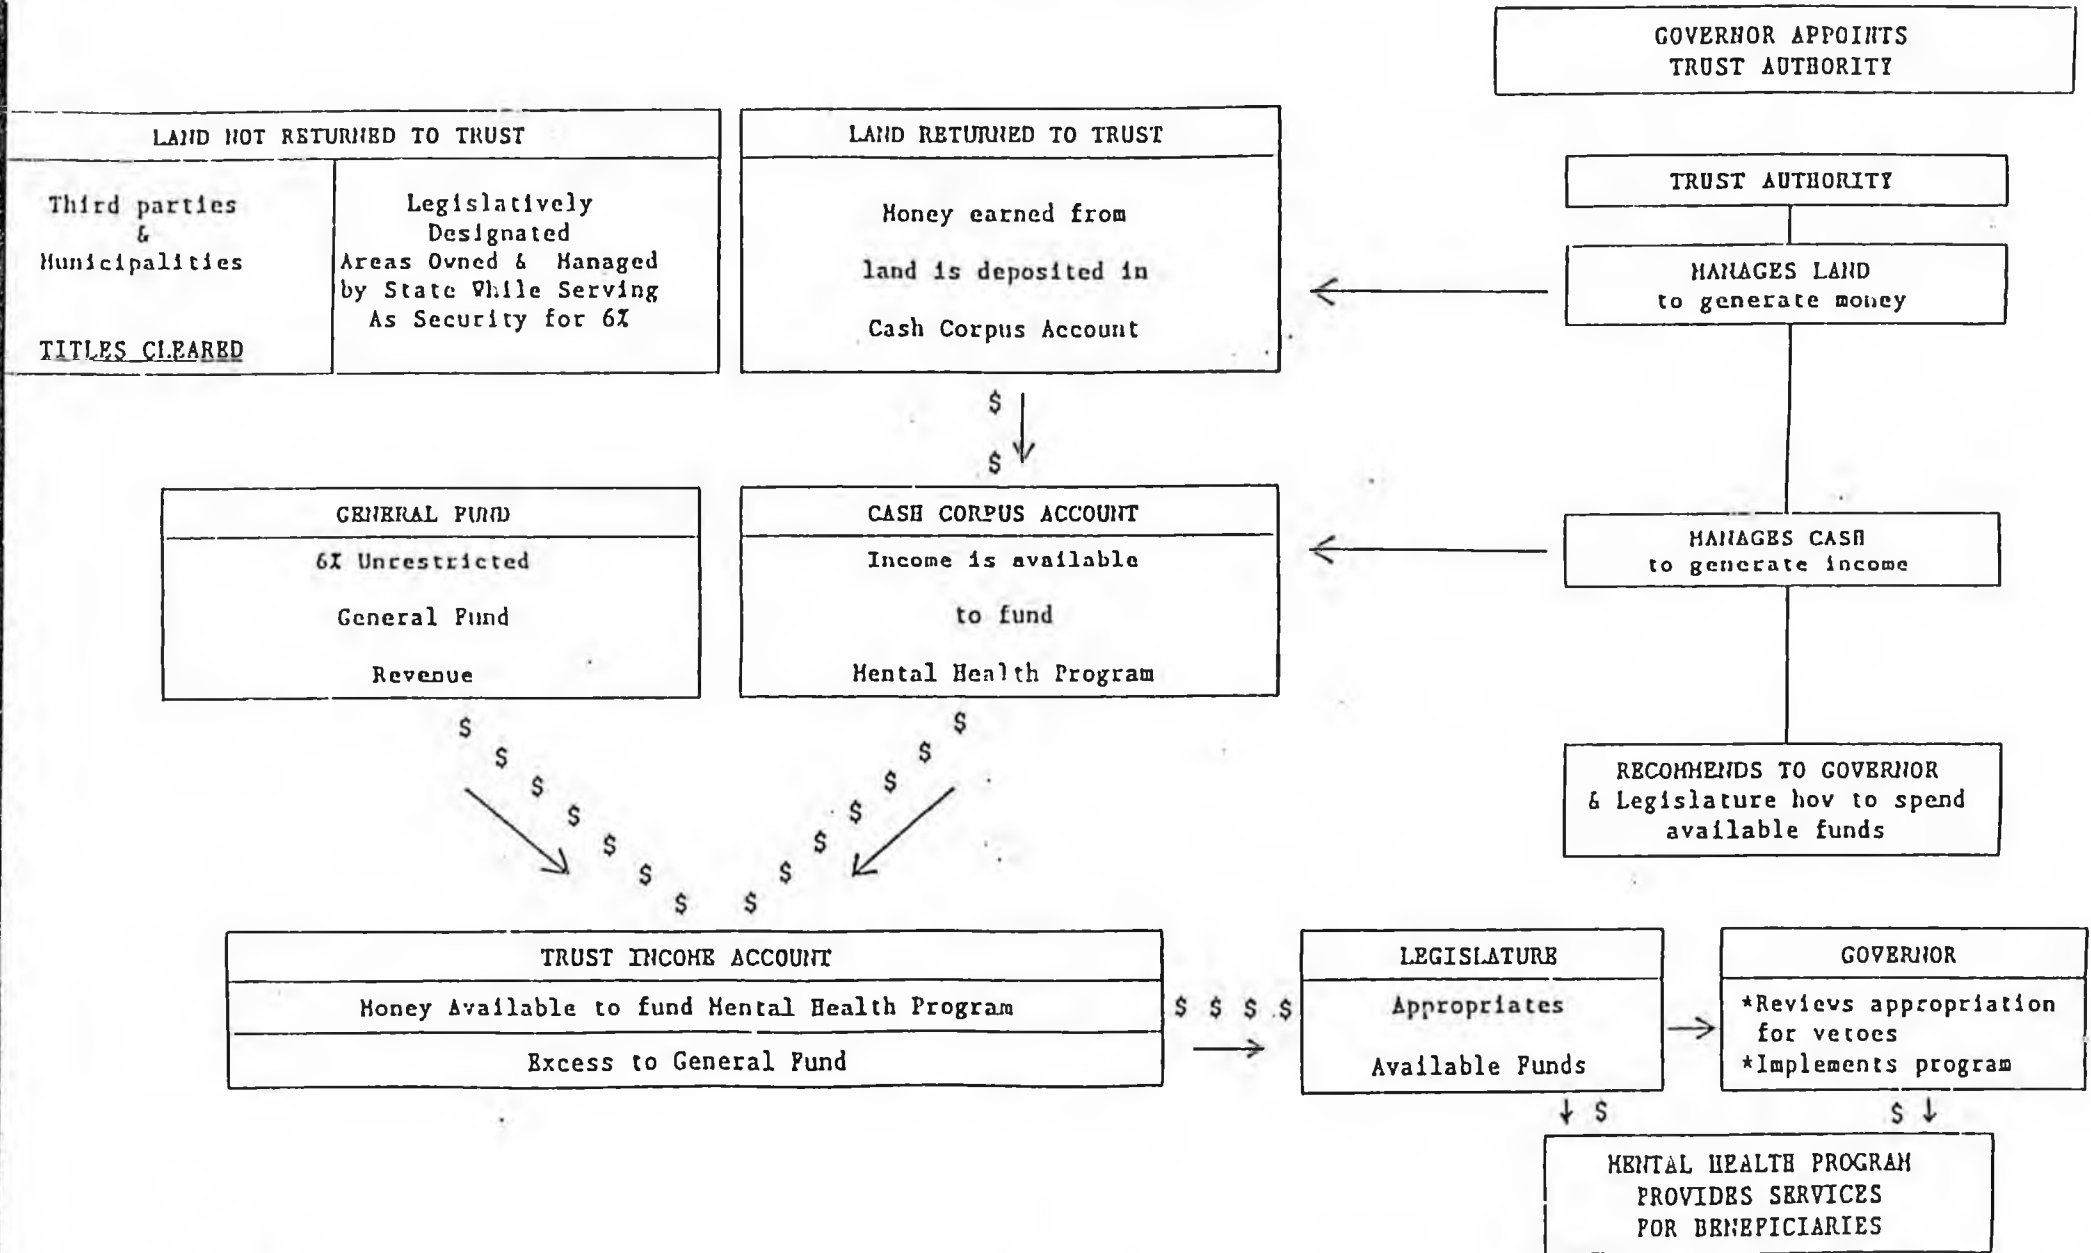 GOVERNOR APPOINTS
TRUST AUTHORITY
LAND NOT RETURNED TO TRUST
Third parties
&
Municipalities
TITLES CLEARED
Legislatively
Designated
Areas Owned & Managed
by State While Serving
As Security for 6%
LAND RETURNED TO TRUST
Money earned from
land is deposited in
Cash Corpus Account
TRUST AUTHORITY
MANAGES LAND
to generate money
$
$
GENERAL FUND
6% Unrestricted
General Fund
Revenue
CASH CORPUS ACCOUNT
Income is available
to fund
Mental Health Program
MANAGES CASH
to generate income
$ $ $ $ $ $ $
$ $ $ $ $ $ $
RECOMMENDS TO GOVERNOR
& Legislature how to spend
available funds
TRUST INCOME ACCOUNT
Money Available to fund Mental Health Program
Excess to General Fund
$ $ $ $
LEGISLATURE
Appropriates
Available Funds
GOVERNOR
*Reviews appropriation
for vetoes
*Implements program
$
$
MENTAL HEALTH PROGRAM
PROVIDES SERVICES
FOR BENEFICIARIES